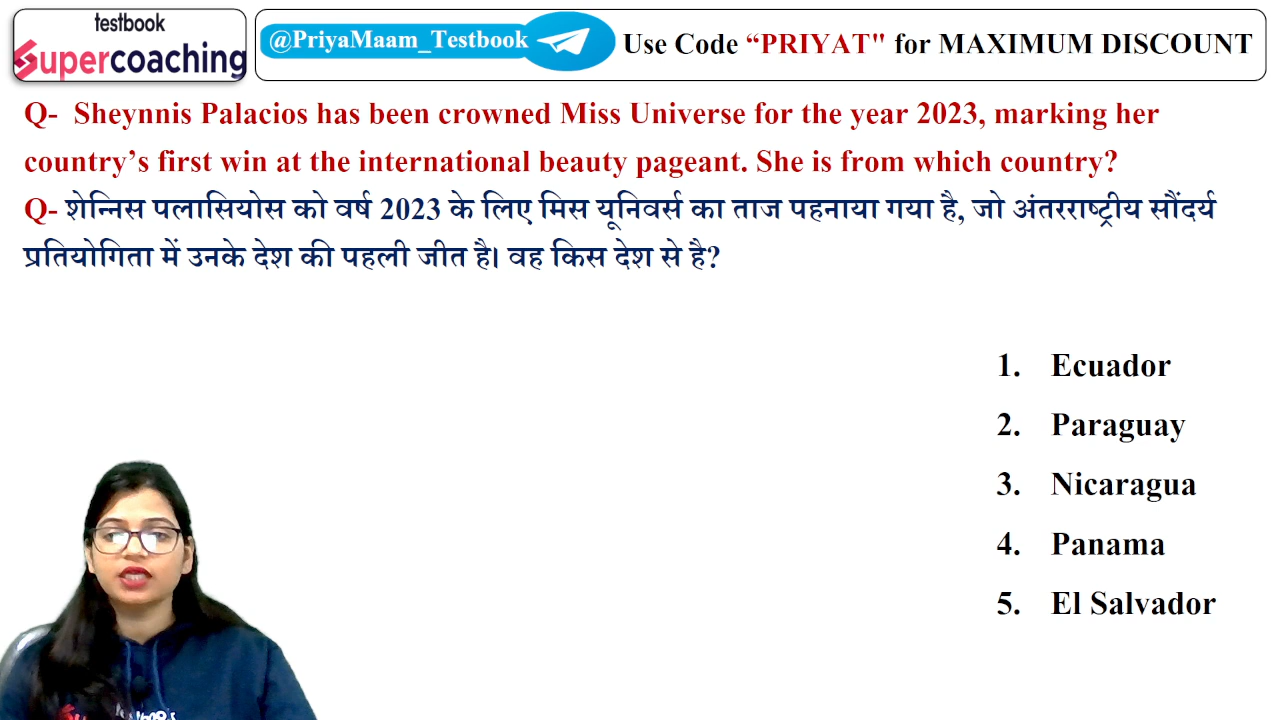 testbook
Supercoaching
@PriyaMaam_Testbook
Use Code “PRIYAT" for MAXIMUM DISCOUNT
Q- Sheynnis Palacios has been crowned Miss Universe for the year 2023, marking her
country’s first win at the international beauty pageant. She is from which country?
Q- शेन्निस पलासियोस को वर्ष 2023 के लिए मिस यूनिवर्स का ताज पहनाया गया है, जो अंतरराष्ट्रीय सौंदर्य
प्रतियोगिता में उनके देश की पहली जीत है। वह किस देश से है?
1. Ecuador
2. Paraguay
3. Nicaragua
4. Panama
5. El Salvador